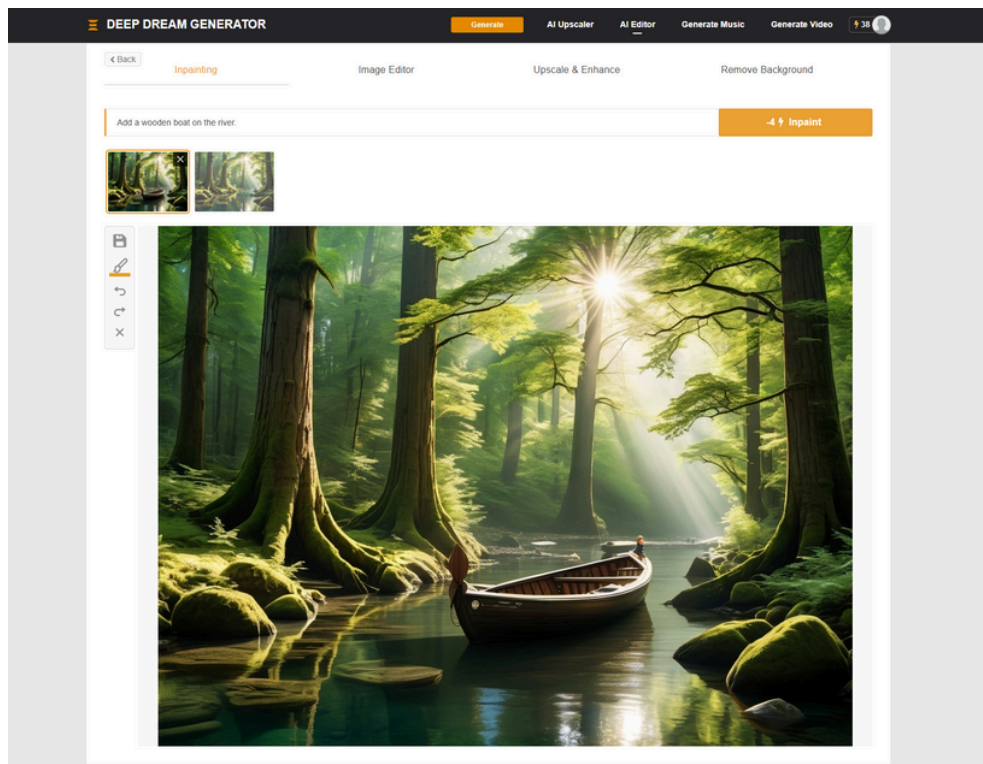 DEEP DREAM GENERATOR
Generate
AI Upscaler
AI Editor
Generate Music
Generate Video
38
Back
Inpainting
Image Editor
Upscale & Enhance
Remove Background
Add a wooden boat on the river.
-4 Inpaint